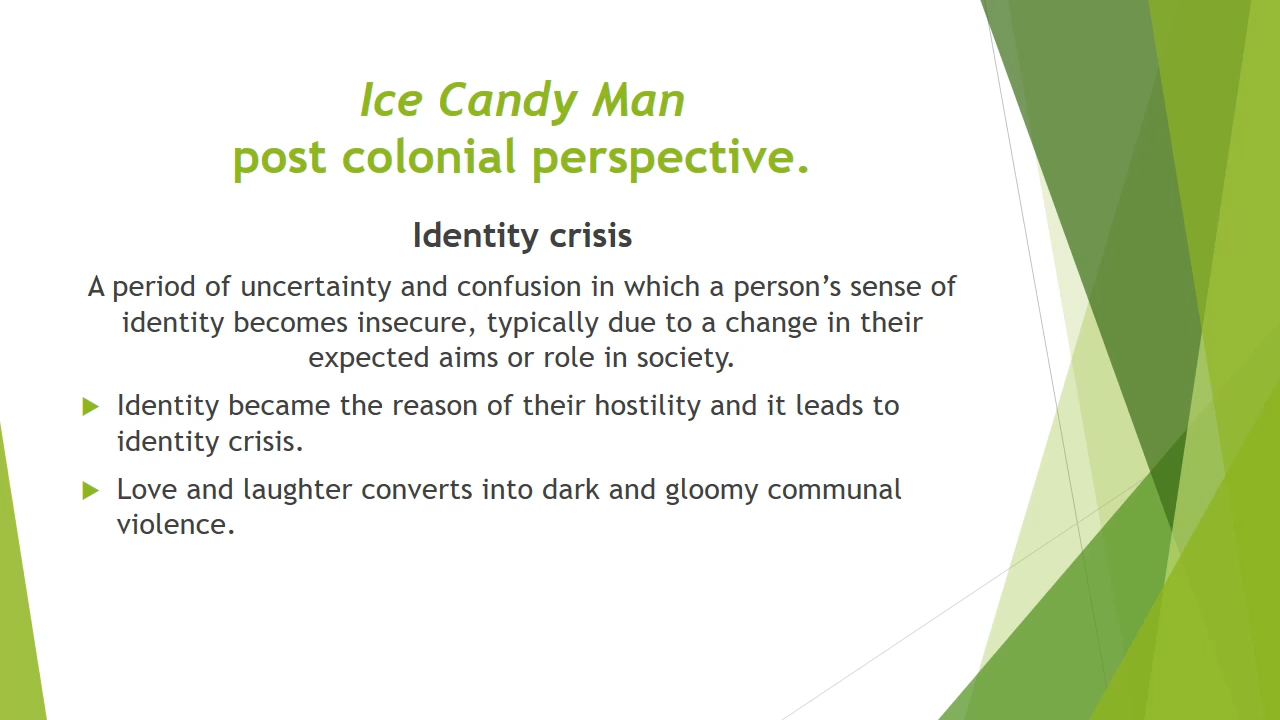 Ice Candy Man
post colonial perspective.
Identity crisis
A period of uncertainty and confusion in which a person’s sense of
identity becomes insecure, typically due to a change in their
expected aims or role in society.
Identity became the reason of their hostility and it leads to
identity crisis.
Love and laughter converts into dark and gloomy communal
violence.